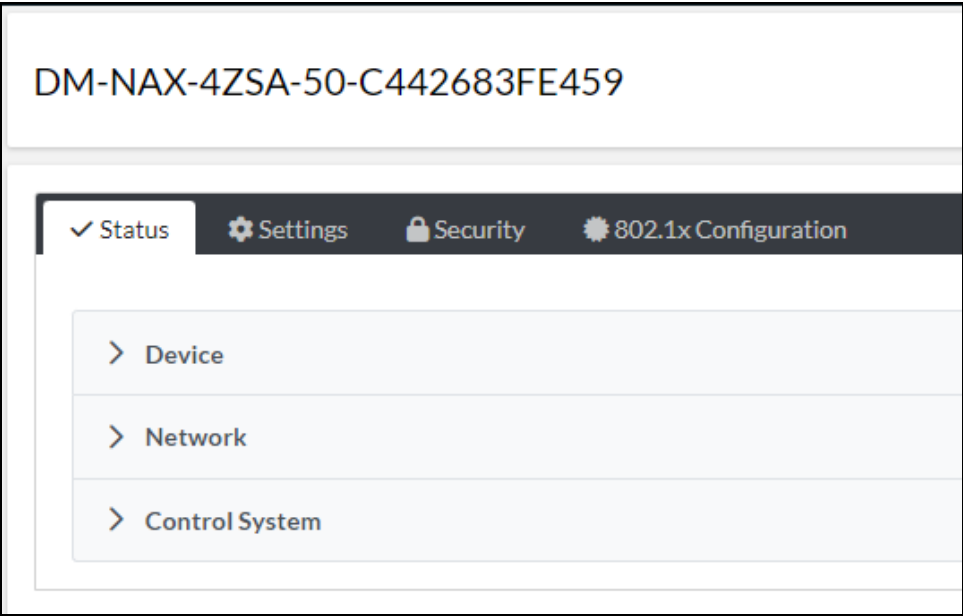 DM-NAX-4ZSA-50-C442683FE459
Status Settings Security 802.1x Configuration
Device
Network
Control System